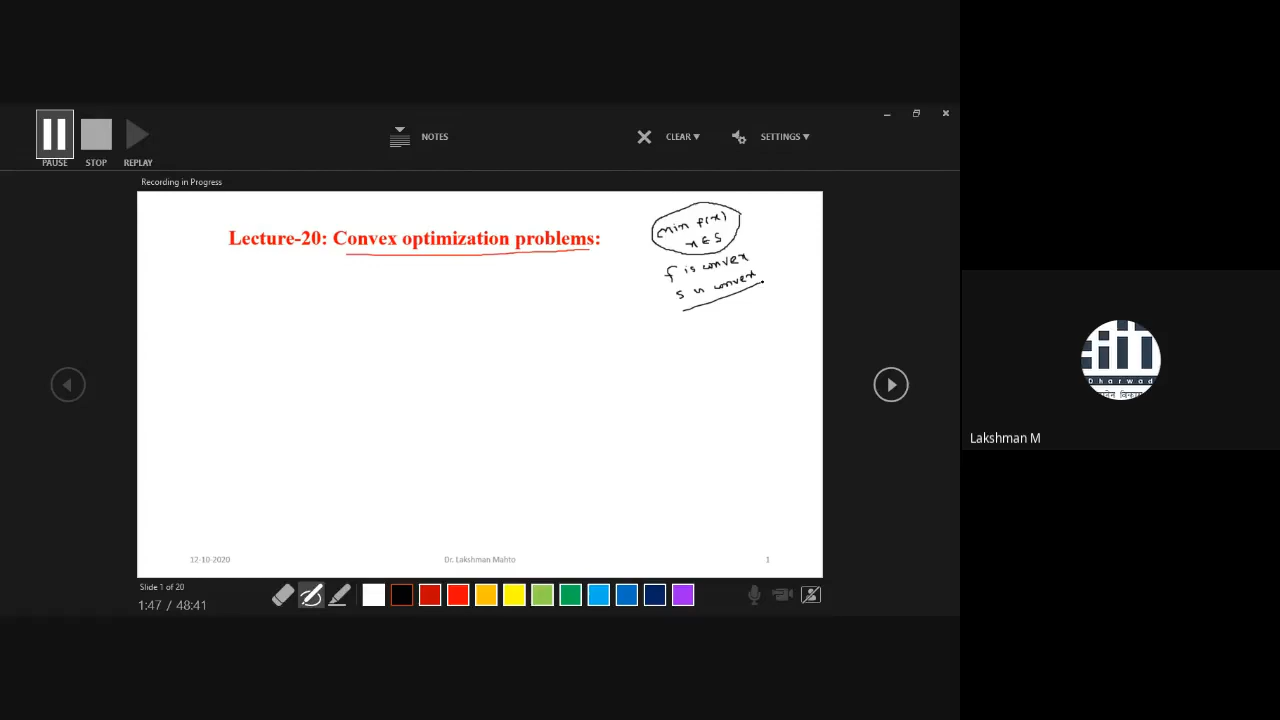 NOTES
CLEAR
SETTINGS
PAUSE
STOP
REPLAY
Recording in Progress
Lecture-20: Convex optimization problems:
min f(x)
x ∈ S
f is convex
S is convex
12-10-2020
Dr. Lakshman Mahto
1
Slide 1 of 20
1:47 / 48:41
Dharwad
Lakshman M